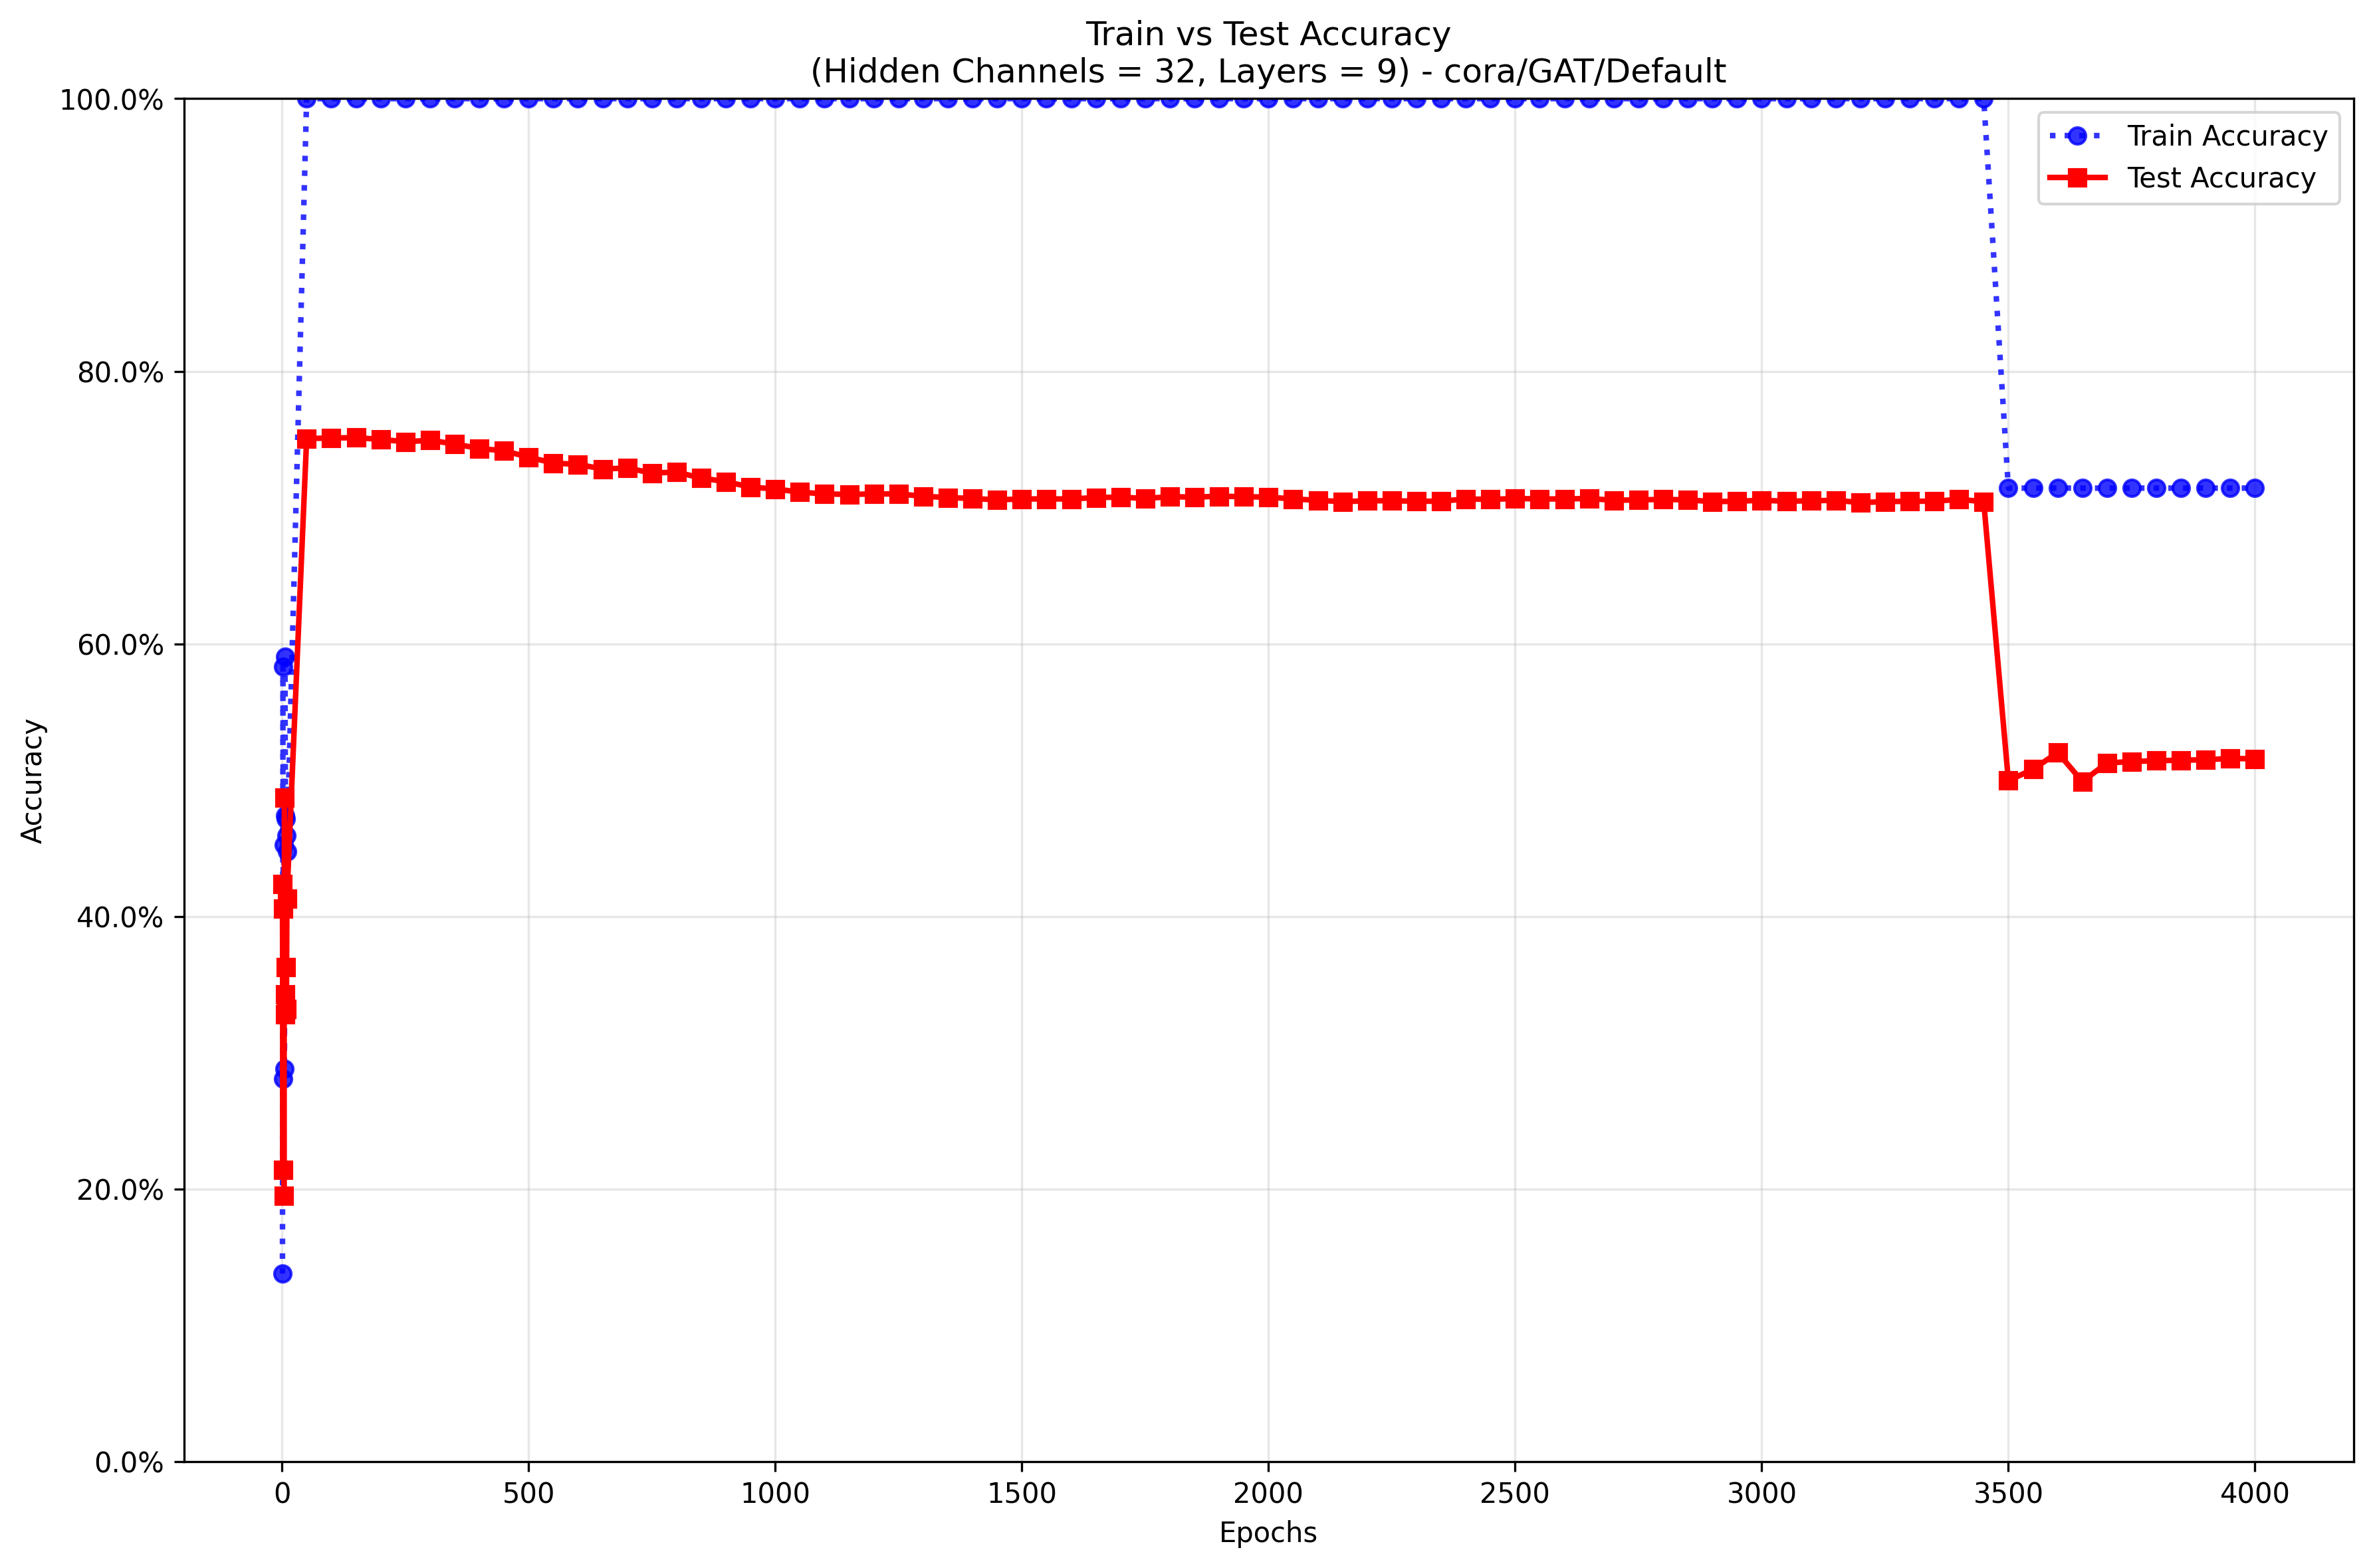 Train vs Test Accuracy
(Hidden Channels = 32, Layers = 9) - cora/GAT/Default
100.0%
80.0%
60.0%
40.0%
20.0%
0.0%
Accuracy
Train Accuracy
Test Accuracy
0 500 1000 1500 2000 2500 3000 3500 4000
Epochs